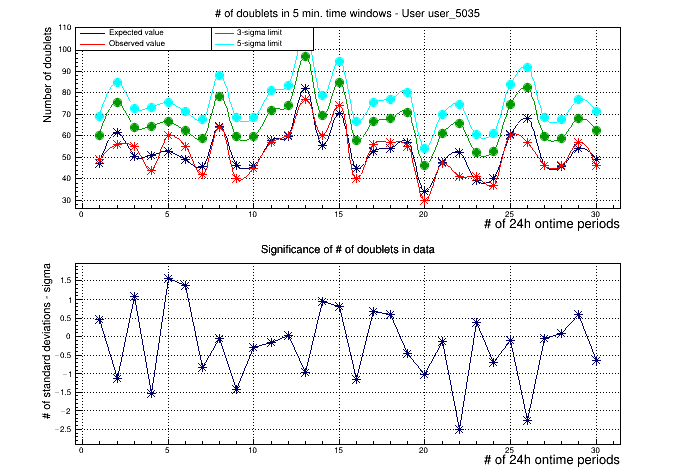 # of doublets in 5 min. time windows - User user_5035
Number of doublets
110
100
90
80
70
60
50
40
30
Expected value
Observed value
3-sigma limit
5-sigma limit
0 5 10 15 20 25 30
# of 24h ontime periods
Significance of # of doublets in data
# of standard deviations - sigma
1.5
1
0.5
0
−0.5
−1
−1.5
−2
−2.5
0 5 10 15 20 25 30
# of 24h ontime periods